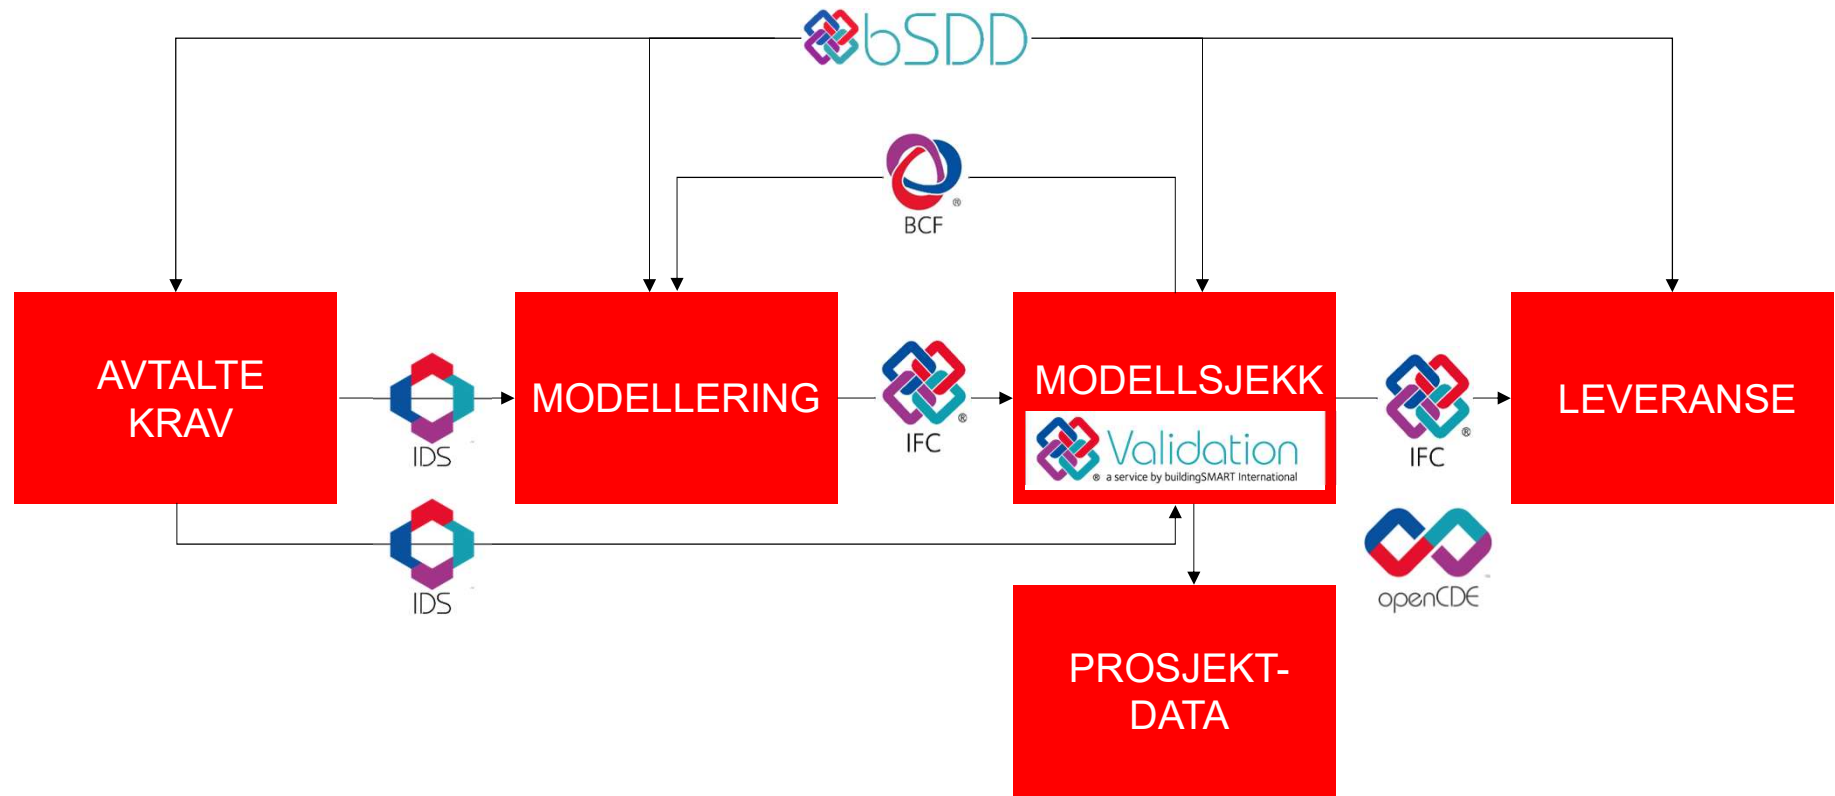 bSDD
®
BCF
AVTALTE
KRAV
IDS
MODELLERING
®
IFC
MODELLSJEKK
Validation
® a service by buildingSMART International
®
IFC
LEVERANSE
IDS
openCDE
PROSJEKT-
DATA